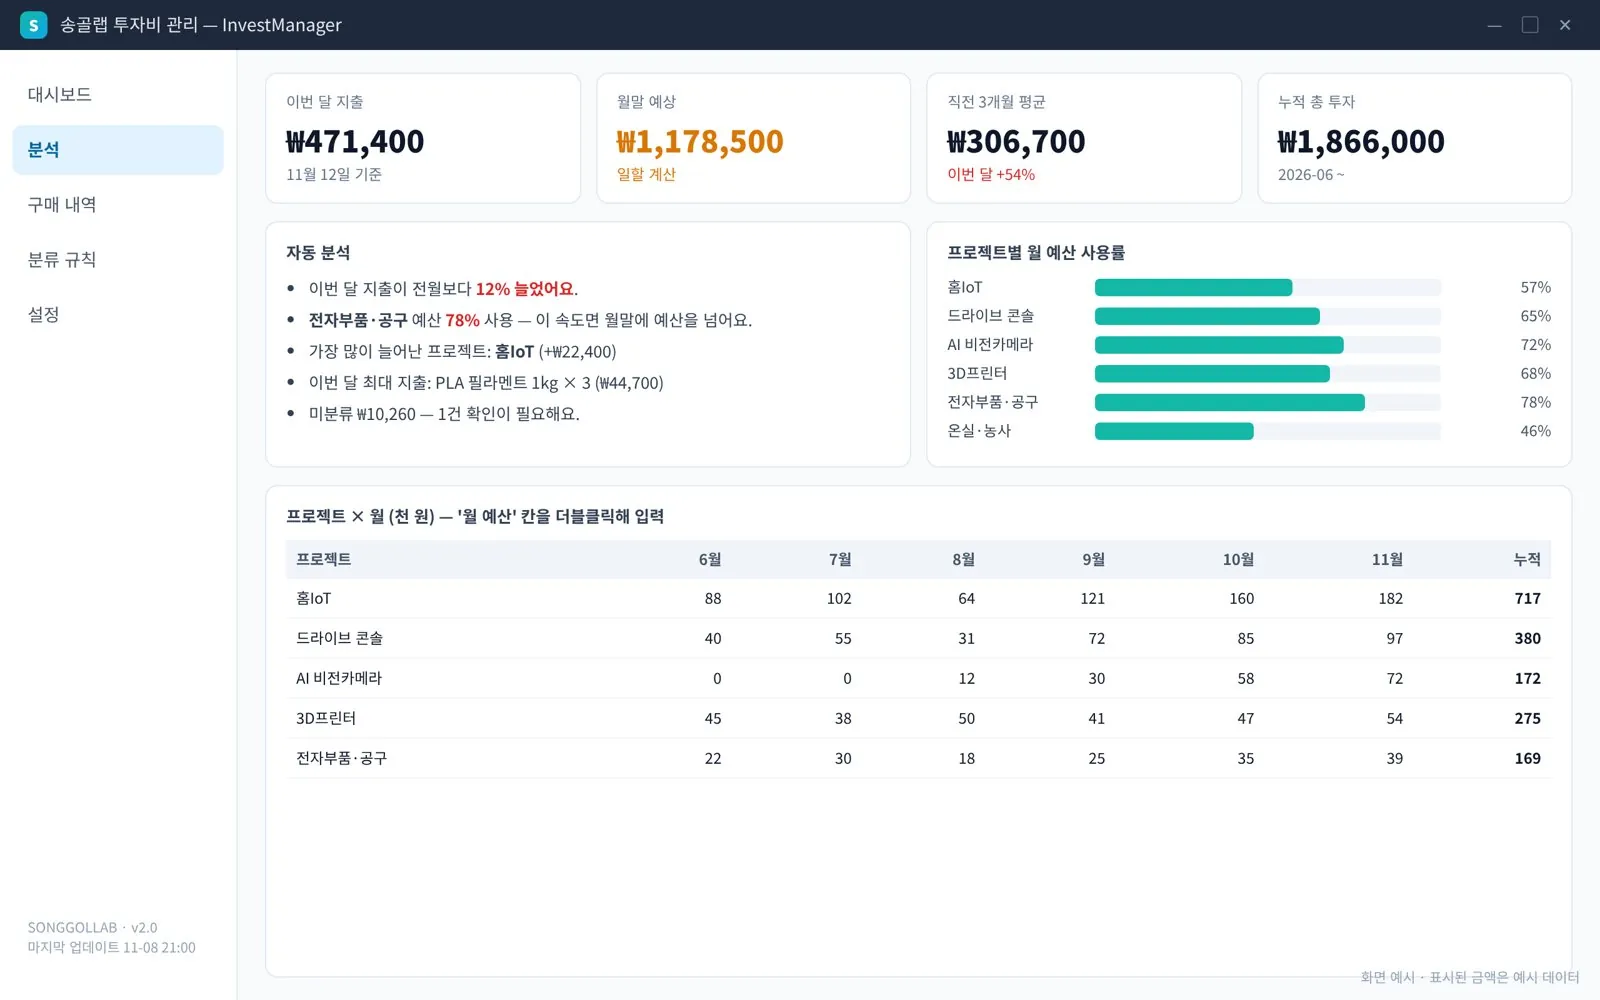 S 송골랩 투자비 관리 — InvestManager
대시보드
분석
구매 내역
분류 규칙
설정
SONGGOLLAB · v2.0
마지막 업데이트 11-08 21:00
이번 달 지출
₩471,400
11월 12일 기준
월말 예상
₩1,178,500
일할 계산
직전 3개월 평균
₩306,700
이번 달 +54%
누적 총 투자
₩1,866,000
2026-06 ~
자동 분석
• 이번 달 지출이 전월보다 12% 늘었어요.
• 전자부품·공구 예산 78% 사용 — 이 속도면 월말에 예산을 넘어요.
• 가장 많이 늘어난 프로젝트: 홈IoT (+₩22,400)
• 이번 달 최대 지출: PLA 필라멘트 1kg × 3 (₩44,700)
• 미분류 ₩10,260 — 1건 확인이 필요해요.
프로젝트별 월 예산 사용률
홈IoT 57%
드라이브 콘솔 65%
AI 비전카메라 72%
3D프린터 68%
전자부품·공구 78%
온실·농사 46%
프로젝트 × 월 (천 원) — '월 예산' 칸을 더블클릭해 입력
프로젝트 6월 7월 8월 9월 10월 11월 누적
홈IoT 88 102 64 121 160 182 717
드라이브 콘솔 40 55 31 72 85 97 380
AI 비전카메라 0 0 12 30 58 72 172
3D프린터 45 38 50 41 47 54 275
전자부품·공구 22 30 18 25 35 39 169
화면 예시 · 표시된 금액은 예시 데이터